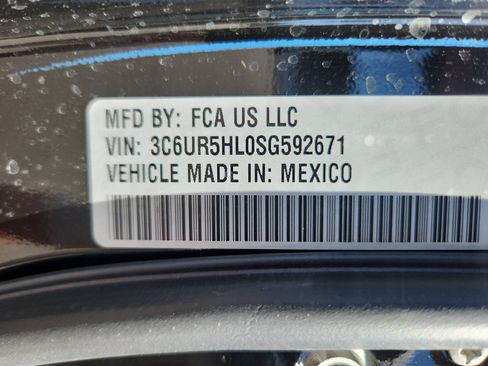 MFD BY: FCA US LLC
VIN: 3C6UR5HL0SG592671
VEHICLE MADE IN: MEXICO